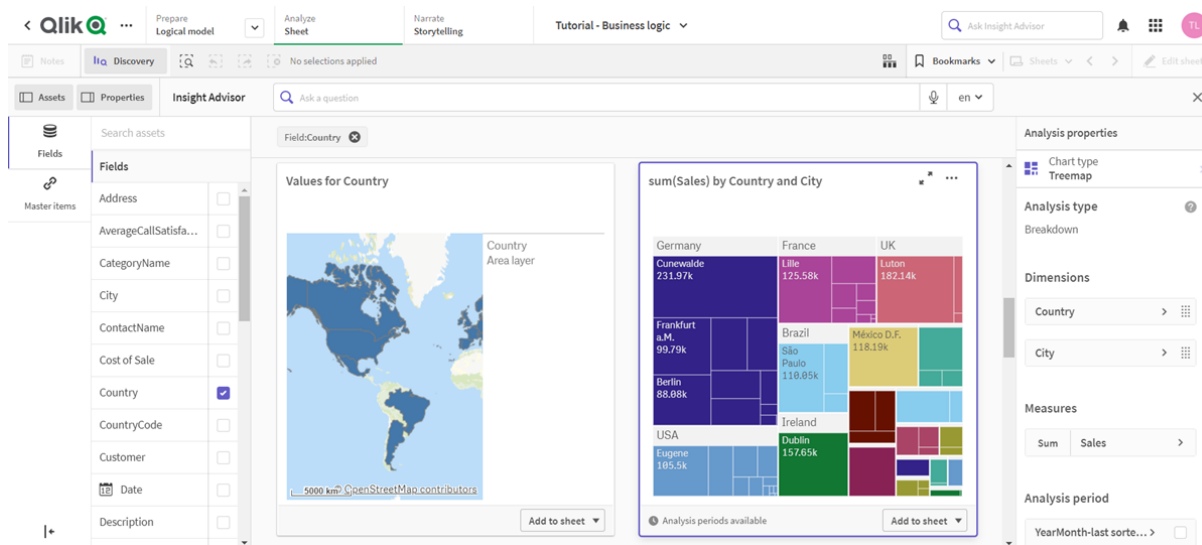 Qlik
Prepare
Logical model
Analyze
Sheet
Narrate
Storytelling
Tutorial - Business logic
Ask Insight Advisor
TL
Notes
Discovery
No selections applied
Bookmarks
Sheets
Edit sheet
Assets
Properties
Insight Advisor
Ask a question
en
Fields
Master items
Search assets
Fields
Address
AverageCallSatisfa...
CategoryName
City
ContactName
Cost of Sale
Country
CountryCode
Customer
Date
Description
Field:Country
Values for Country
Country
Area layer
5000 km
© OpenStreetMap contributors
Add to sheet
sum(Sales) by Country and City
Germany
Cunewalde
231.97k
Frankfurt
a.M.
99.79k
Berlin
88.08k
USA
Eugene
105.5k
France
Lille
125.58k
UK
Luton
182.14k
Brazil
São
Paulo
110.05k
México D.F.
118.19k
Ireland
Dublin
157.65k
Analysis periods available
Add to sheet
Analysis properties
Chart type
Treemap
Analysis type
Breakdown
Dimensions
Country
City
Measures
Sum
Sales
Analysis period
YearMonth-last sorte...